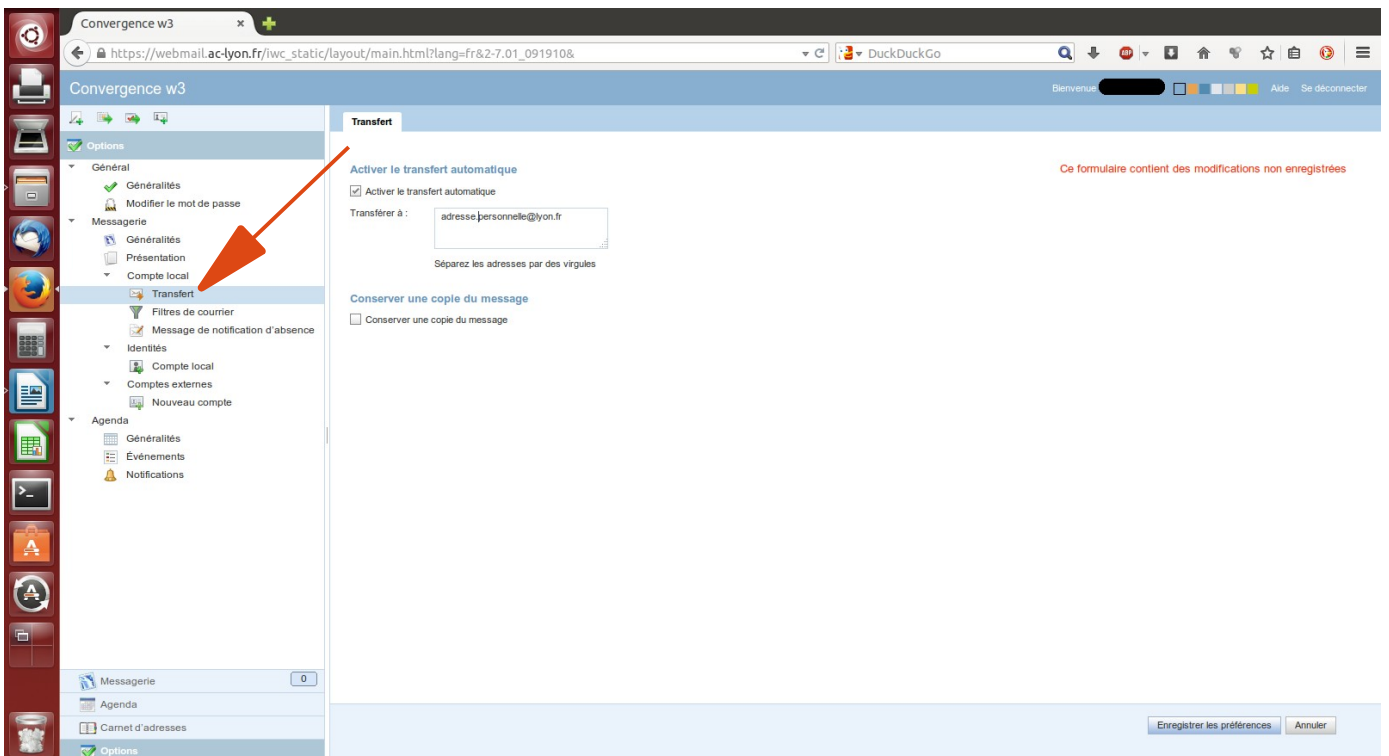 Convergence w3
https://webmail.ac-lyon.fr/iwc_static/layout/main.html?lang=fr&2-7.01_091910&
DuckDuckGo
ABP
Convergence w3
Bienvenue
Aide Se déconnecter
Options
Transfert
Général
Généralités
Modifier le mot de passe
Messagerie
Généralités
Présentation
Compte local
Transfert
Filtres de courrier
Message de notification d'absence
Identités
Compte local
Comptes externes
Nouveau compte
Agenda
Généralités
Événements
Notifications
Activer le transfert automatique
Ce formulaire contient des modifications non enregistrées
Activer le transfert automatique
Transférer à :
adresse.personnelle@lyon.fr
Séparez les adresses par des virgules
Conserver une copie du message
Conserver une copie du message
Messagerie 0
Agenda
Carnet d'adresses
Options
Enregistrer les préférences Annuler